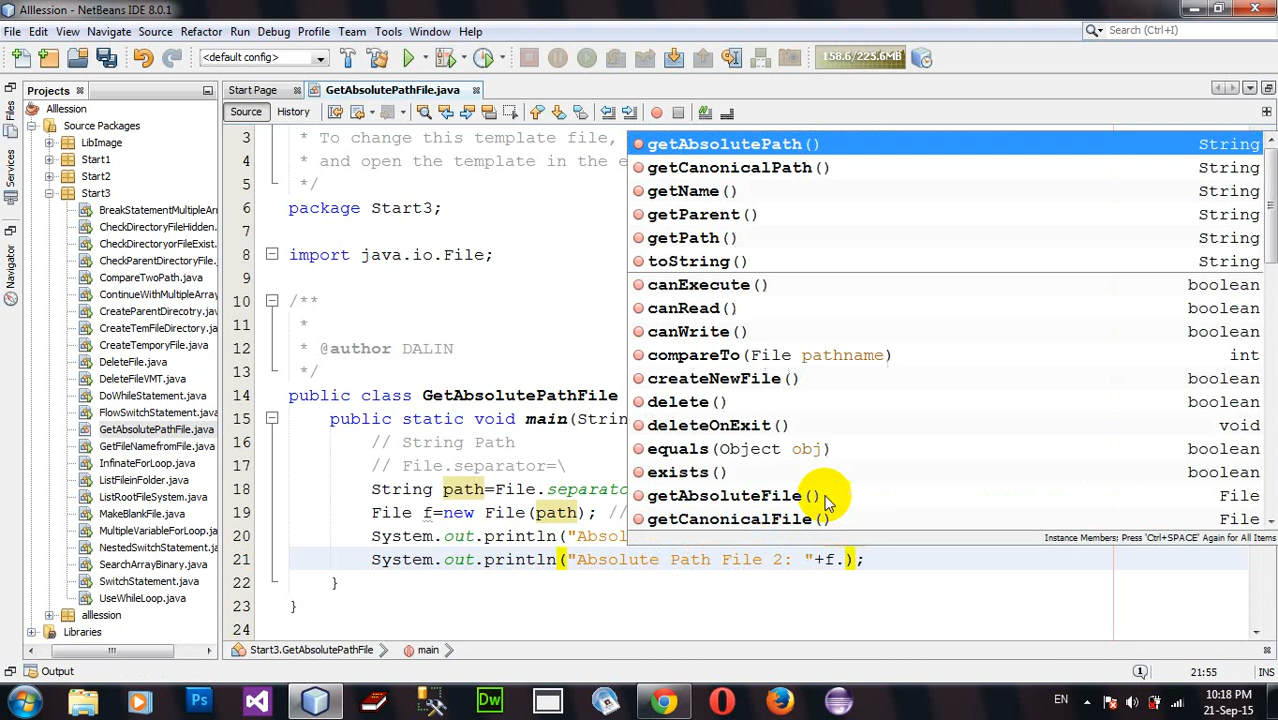 Alllession - NetBeans IDE 8.0.1
File Edit View Navigate Source Refactor Run Debug Profile Team Tools Window Help
Search (Ctrl+I)
<default config>
158.6/225.6MB
Projects
Start Page
GetAbsolutePathFile.java
Source History
Files
Services
Navigator
Alllession
Source Packages
LibImage
Start1
Start2
Start3
BreakStatementMultipleArr
CheckDirectoryFileHidden.
CheckDirectoryorFileExist.
CheckParentDirectoryFile.
CompareTwoPath.java
ContinueWithMultipleArray
CreateParentDirecotry.java
CreateTemFileDirectory.ja
CreateTemporyFile.java
DeleteFile.java
DeleteFileVMT.java
DoWhileStatement.java
FlowSwitchStatement.java
GetAbsolutePathFile.java
GetFileNamefromFile.java
InfinateForLoop.java
ListFileinFolder.java
ListRootFileSystem.java
MakeBlankFile.java
MultipleVariableForLoop.ja
NestedSwitchStatement.ja
SearchArrayBinary.java
SwitchStatement.java
UseWhileLoop.java
alllession
Libraries
3 * To change this template file,
4 * and open the template in the e
5 */
6 package Start3;
7
8 import java.io.File;
9
10 /**
11 *
12 * @author DALIN
13 */
14 public class GetAbsolutePathFile
15 public static void main(Strin
16 // String Path
17 // File.separator=\
18 String path=File.separato
19 File f=new File(path); //
20 System.out.println("Absol
21 System.out.println("Absolute Path File 2: "+f.);
22 }
23 }
24
getAbsolutePath() String
getCanonicalPath() String
getName() String
getParent() String
getPath() String
toString() String
canExecute() boolean
canRead() boolean
canWrite() boolean
compareTo(File pathname) int
createNewFile() boolean
delete() boolean
deleteOnExit() void
equals(Object obj) boolean
exists() boolean
getAbsoluteFile() File
getCanonicalFile() File
Instance Members; Press 'Ctrl+SPACE' Again for All Items
Start3.GetAbsolutePathFile main
Output
21:55 INS
Ps
Dw
EN
10:18 PM
21-Sep-15